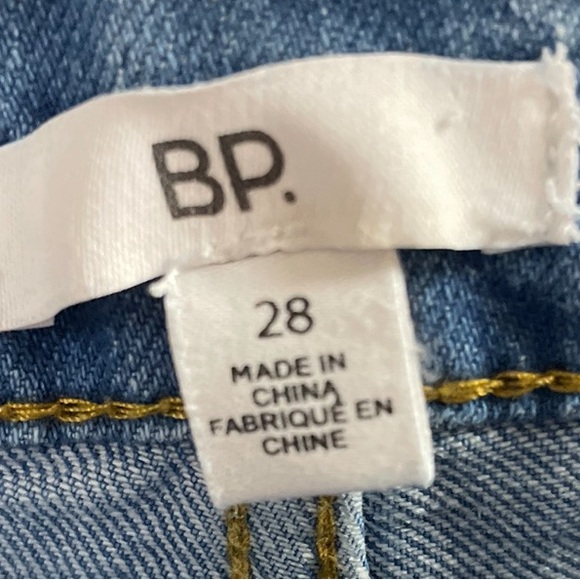 BP.
28
MADE IN
CHINA
FABRIQUÉ EN
CHINE